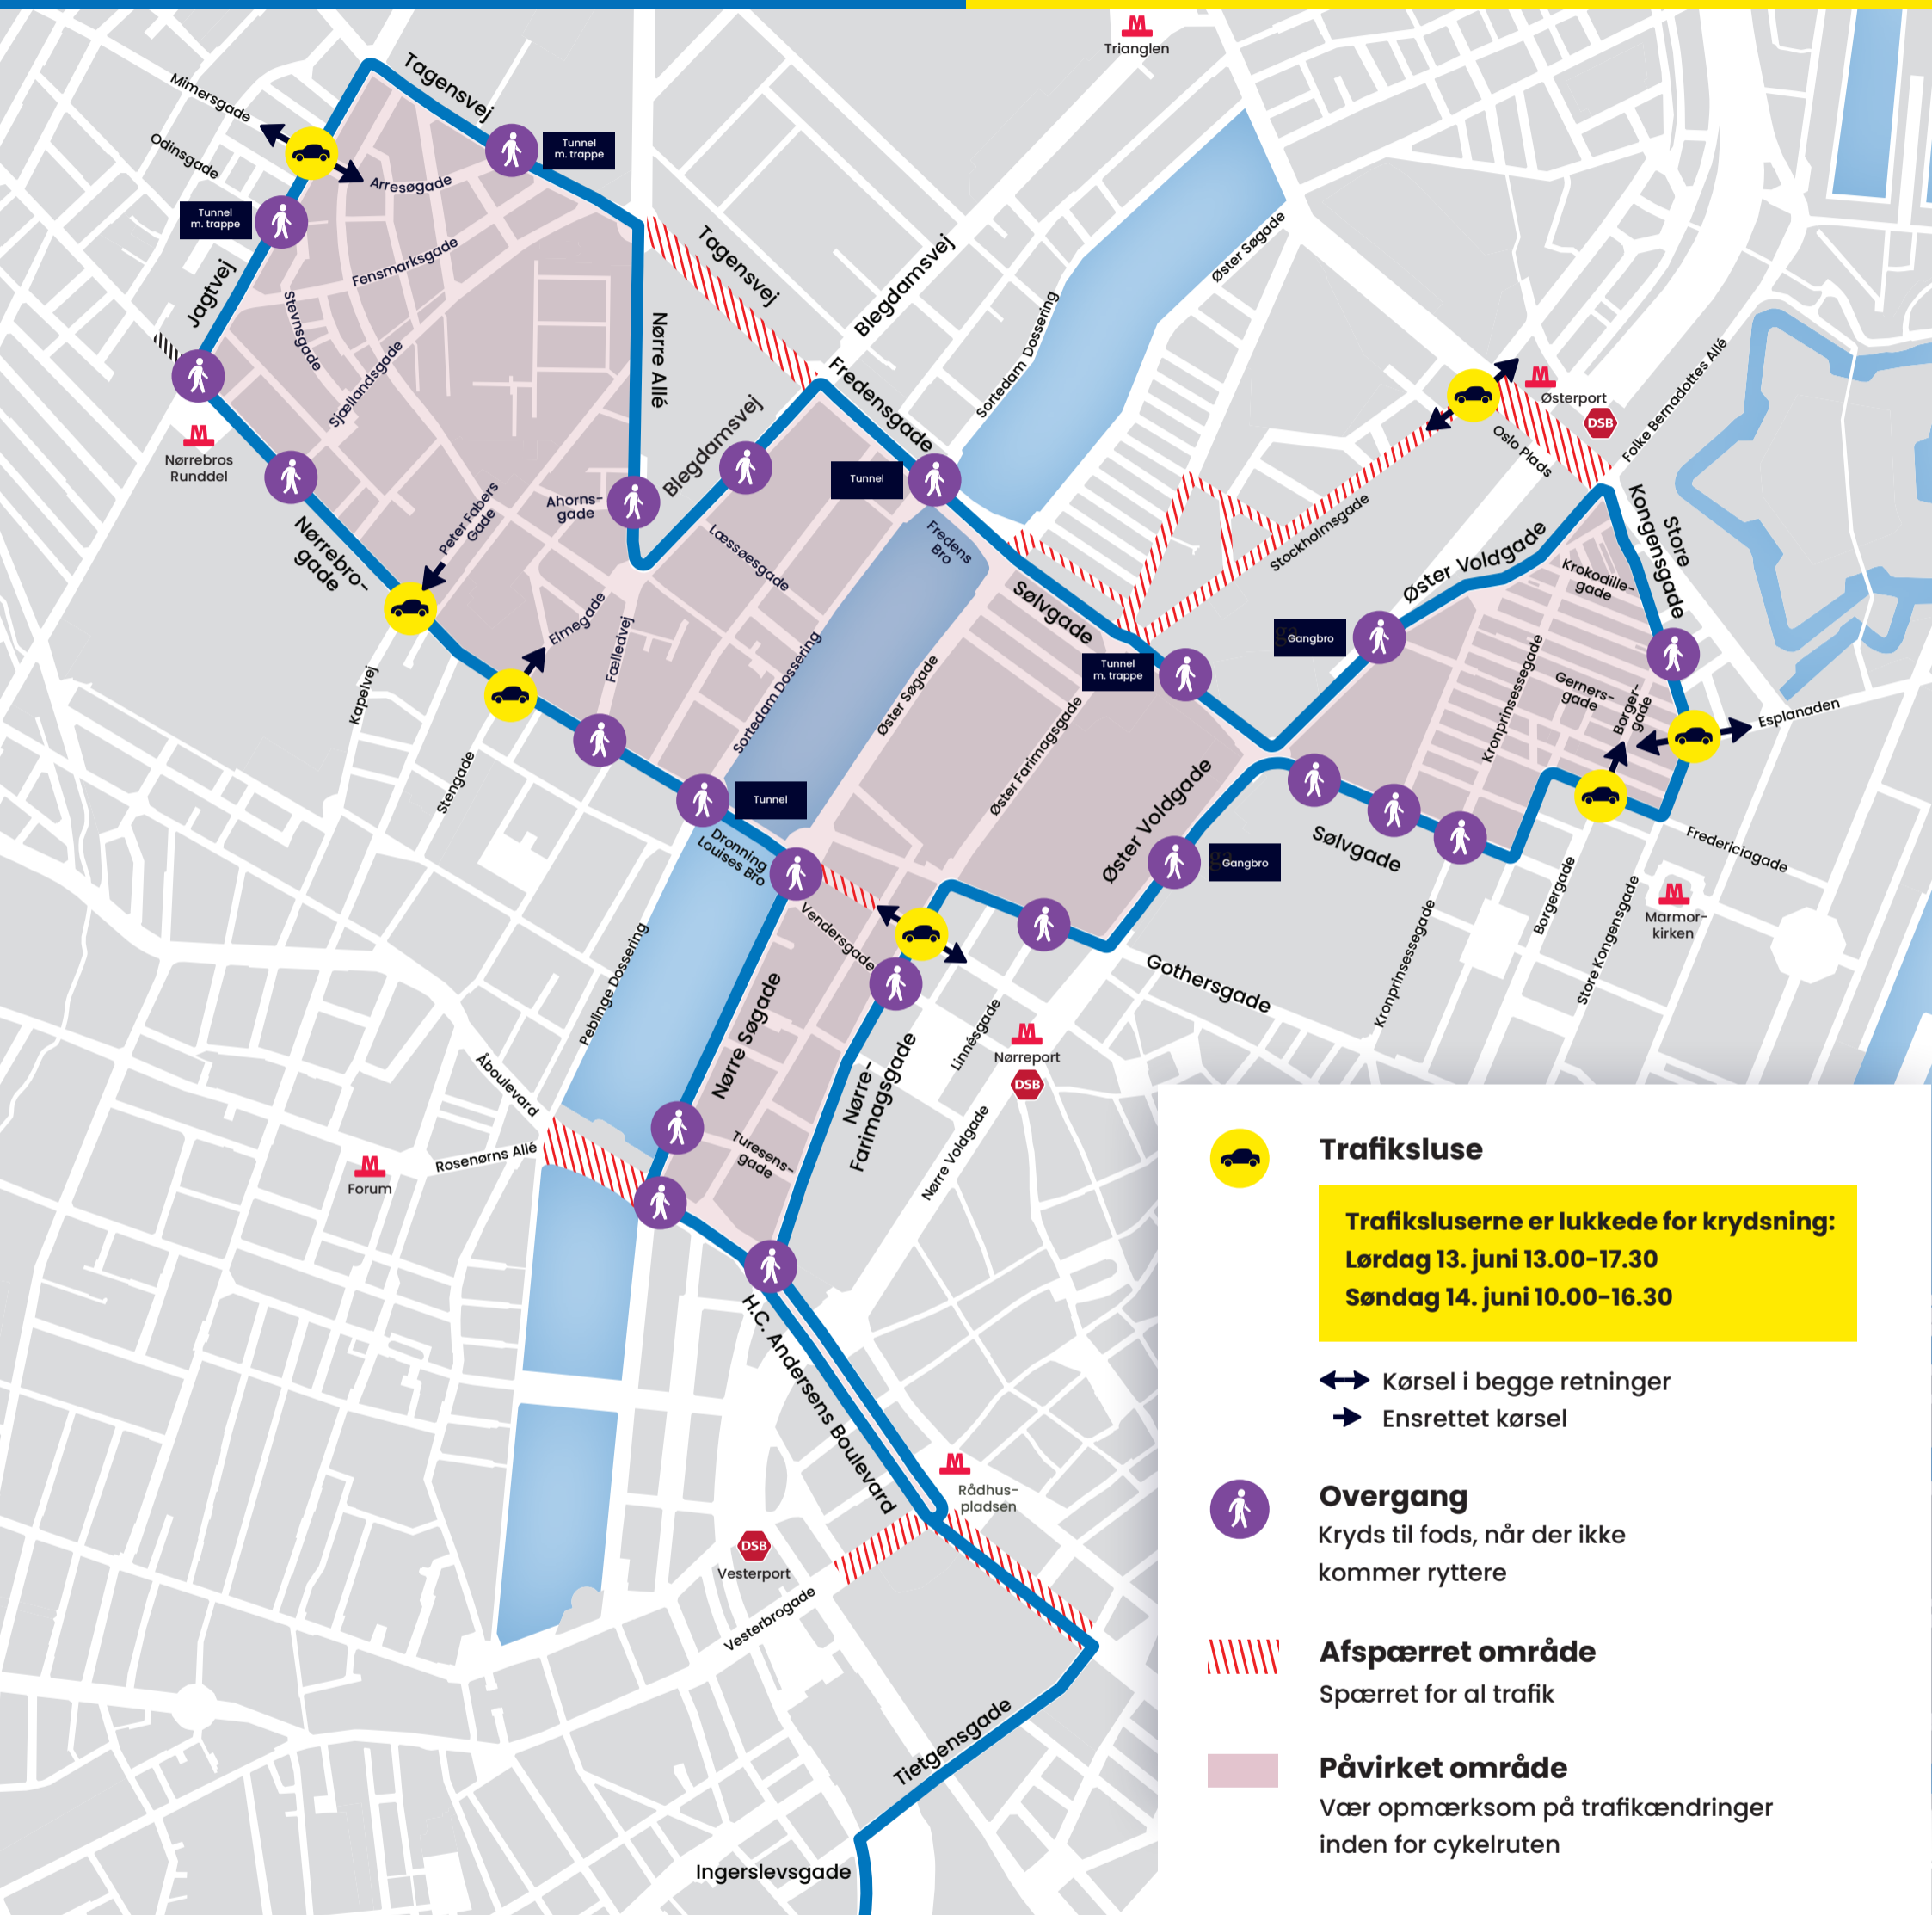 M
Trianglen
Tagensvej
Mimersgade
Odinsgade
Tunnel
m. trappe
Arresøgade
Tunnel
m. trappe
Jagtvej
Fensmarksgade
Stevnsgade
Sjællandsgade
Tagensvej
Nørre Allé
Blegdamsvej
Fredensgade
Blegdamsvej
Sortedam Dossering
Øster Søgade
M
Østerport
DSB
Oslo Plads
Folke Bernadottes Allé
M
Nørrebros
Runddel
Nørrebro-
gade
Peter Fabers
Gade
Ahorns-
gade
Tunnel
Læssøesgade
Fredens
Bro
Stockholmsgade
Øster Voldgade
Store
Kongensgade
Krokodille-
gade
Elmegade
Fælledvej
Sølvgade
Gangbro
Tunnel
m. trappe
Kapelvej
Stengade
Sortedam Dossering
Øster Søgade
Øster Farimagsgade
Kronprinsessegade
Gerners-
gade
Borger-
gade
Esplanaden
Tunnel
Dronning
Louises Bro
Øster Voldgade
Gangbro
Sølvgade
Fredericiagade
Vendersgade
Peblinge Dossering
Nørre Søgade
Gothersgade
Kronprinsessegade
Borgergade
Store Kongensgade
M
Marmor-
kirken
Linnésgade
M
Nørreport
DSB
Nørre-
Farimagsgade
Nørre Voldgade
Åboulevard
Rosenørns Allé
M
Forum
Turesens-
gade
H.C. Andersens Boulevard
M
Rådhus-
pladsen
DSB
Vesterport
Vesterbrogade
Tietgensgade
Ingerslevsgade
Trafiksluse
Trafiksluserne er lukkede for krydsning:
Lørdag 13. juni 13.00-17.30
Søndag 14. juni 10.00-16.30
Kørsel i begge retninger
Ensrettet kørsel
Overgang
Kryds til fods, når der ikke
kommer ryttere
Afspærret område
Spærret for al trafik
Påvirket område
Vær opmærksom på trafikændringer
inden for cykelruten